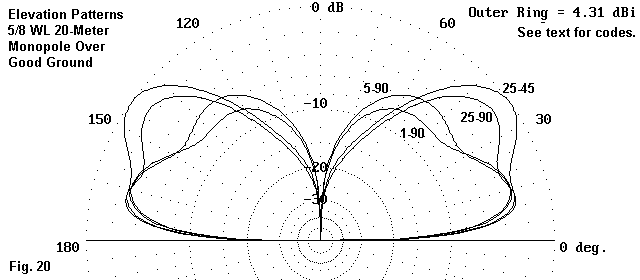 Elevation Patterns
5/8 WL 20-Meter
Monopole Over
Good Ground
0 dB
Outer Ring = 4.31 dBi
See text for codes.
120
60
5-90
25-45
-10
150
25-90
30
1-90
-20
-30
180
0 deg.
Fig. 20